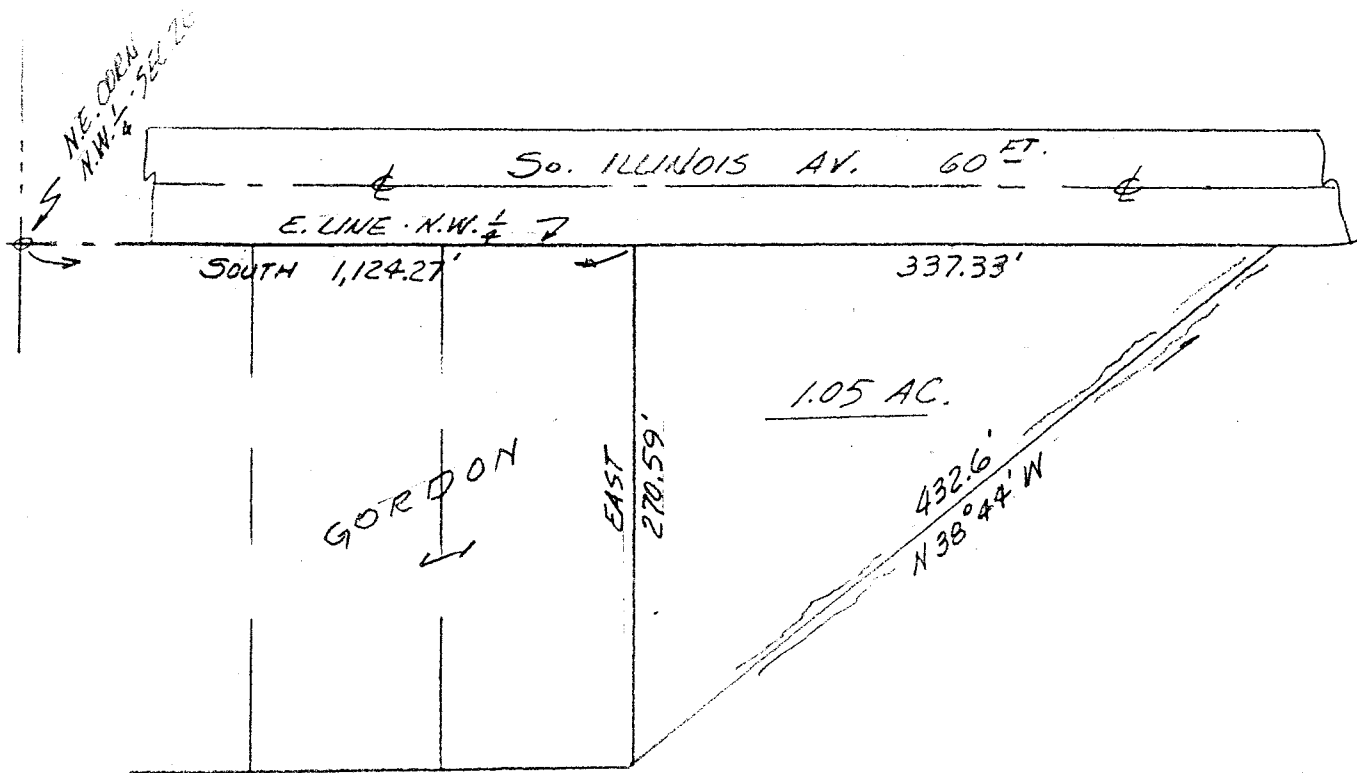 N.E. CORN
N.W. 1/4 · SEC. 26
So. ILLINOIS AV. 60 FT.
℄ ℄
E. LINE · N.W. 1/4
SOUTH 1,124.27'
337.33'
1.05 AC.
EAST
270.59'
GORDON
432.6'
N 38°44' W